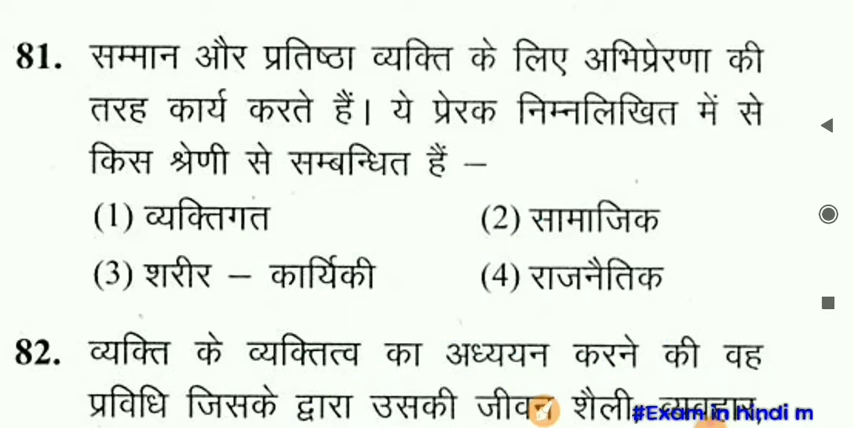 81. सम्मान और प्रतिष्ठा व्यक्ति के लिए अभिप्रेरणा की
तरह कार्य करते हैं। ये प्रेरक निम्नलिखित में से
किस श्रेणी से सम्बन्धित हैं –
(1) व्यक्तिगत (2) सामाजिक
(3) शरीर – कार्यिकी (4) राजनैतिक
82. व्यक्ति के व्यक्तित्व का अध्ययन करने की वह
प्रविधि जिसके द्वारा उसकी जीवन शैली, व्यवहार,
#Exam in hindi m